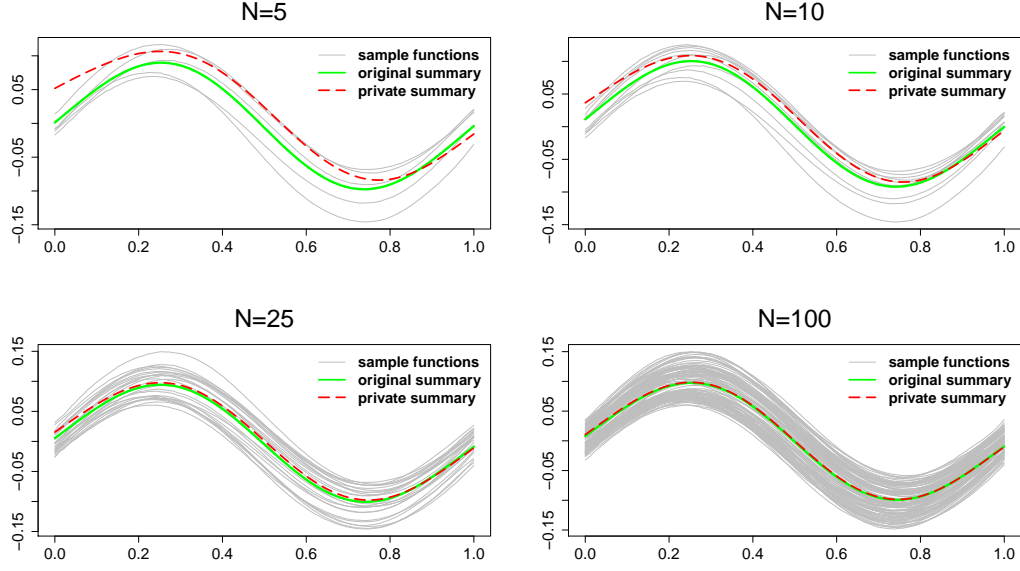 N=5
sample functions
original summary
private summary
0.05
-0.05
-0.15
0.0 0.2 0.4 0.6 0.8 1.0
N=10
sample functions
original summary
private summary
0.05
-0.05
-0.15
0.0 0.2 0.4 0.6 0.8 1.0
N=25
sample functions
original summary
private summary
0.15
0.05
-0.05
-0.15
0.0 0.2 0.4 0.6 0.8 1.0
N=100
sample functions
original summary
private summary
0.15
0.05
-0.05
-0.15
0.0 0.2 0.4 0.6 0.8 1.0